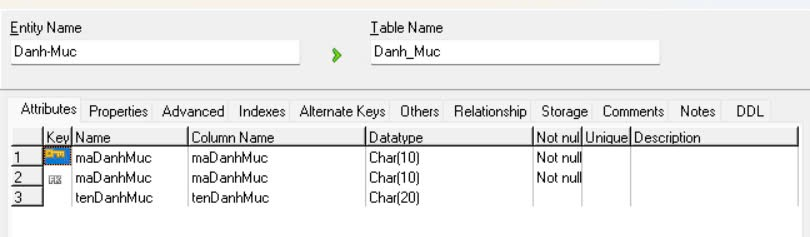 Entity Name Table Name
Danh-Muc Danh_Muc
Attributes Properties Advanced Indexes Alternate Keys Others Relationship Storage Comments Notes DDL
Key Name Column Name Datatype Not nul Unique Description
1 maDanhMuc maDanhMuc Char(10) Not null
2 FK maDanhMuc maDanhMuc Char(10) Not null
3 tenDanhMuc tenDanhMuc Char(20)